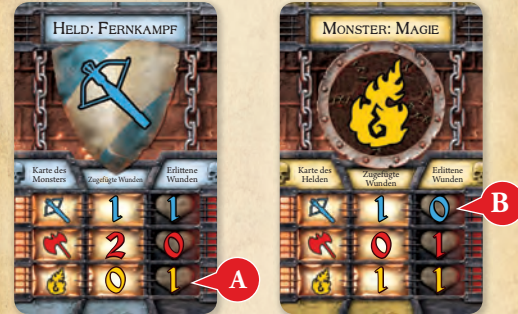 HELD: FERNKAMPF
Karte des
Monsters
Zugefügte Wunden
Erlittene
Wunden
1 1
2 0
0 1
A
MONSTER: MAGIE
Karte des
Helden
Zugefügte
Wunden
Erlittene
Wunden
1 0
0 1
1 1
B